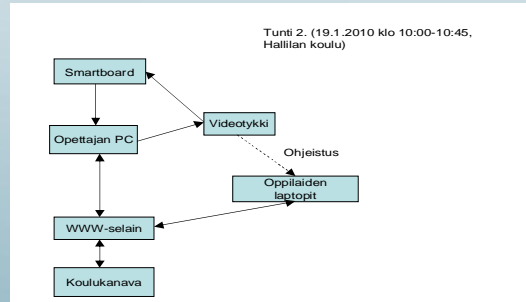 Tunti 2. (19.1.2010 klo 10:00-10:45,
Hallilan koulu)
Smartboard
Videotykki
Opettajan PC
Ohjeistus
Oppilaiden
laptopit
WWW-selain
Koulukanava